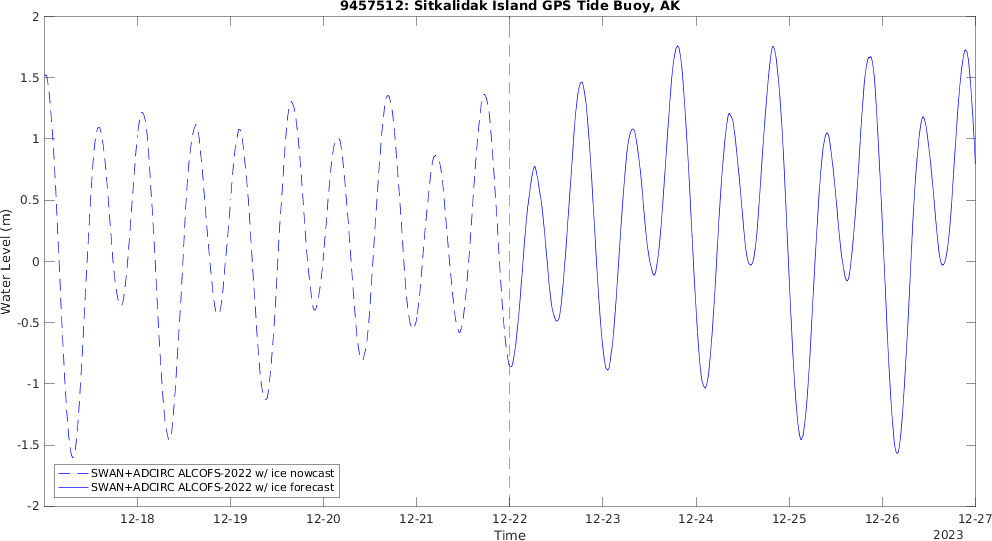 9457512: Sitkalidak Island GPS Tide Buoy, AK
2
1.5
1
0.5
0
-0.5
-1
-1.5
-2
Water Level (m)
SWAN+ADCIRC ALCOFS-2022 w/ ice nowcast
SWAN+ADCIRC ALCOFS-2022 w/ ice forecast
12-18 12-19 12-20 12-21 12-22 12-23 12-24 12-25 12-26 12-27
Time
2023